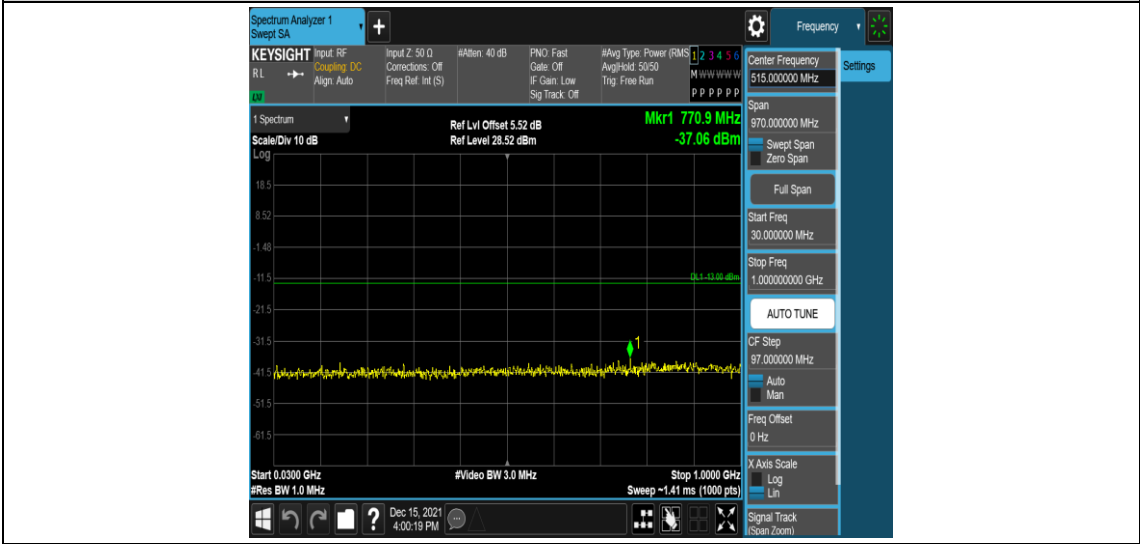 Spectrum Analyzer 1
Swept SA
+
Frequency
KEYSIGHT
RL
Input: RF
Coupling: DC
Align: Auto
Input Z: 50 Ω
Corrections: Off
Freq Ref: Int (S)
#Atten: 40 dB
PNO: Fast
Gate: Off
IF Gain: Low
Sig Track: Off
#Avg Type: Power (RMS
Avg|Hold: 50/50
Trig: Free Run
1 2 3 4 5 6
M W W W W W
P P P P P P
Settings
1 Spectrum
Scale/Div 10 dB
Log
Ref Lvl Offset 5.52 dB
Ref Level 28.52 dBm
Mkr1 770.9 MHz
-37.06 dBm
18.5
8.52
-1.48
-11.5
DL1 -13.00 dBm
-21.5
-31.5
1
-41.5
-51.5
-61.5
Start 0.0300 GHz
#Res BW 1.0 MHz
#Video BW 3.0 MHz
Stop 1.0000 GHz
Sweep ~1.41 ms (1000 pts)
Center Frequency
515.000000 MHz
Span
970.000000 MHz
Swept Span
Zero Span
Full Span
Start Freq
30.000000 MHz
Stop Freq
1.000000000 GHz
AUTO TUNE
CF Step
97.000000 MHz
Auto
Man
Freq Offset
0 Hz
X Axis Scale
Log
Lin
Signal Track
(Span Zoom)
?
Dec 15, 2021
4:00:19 PM